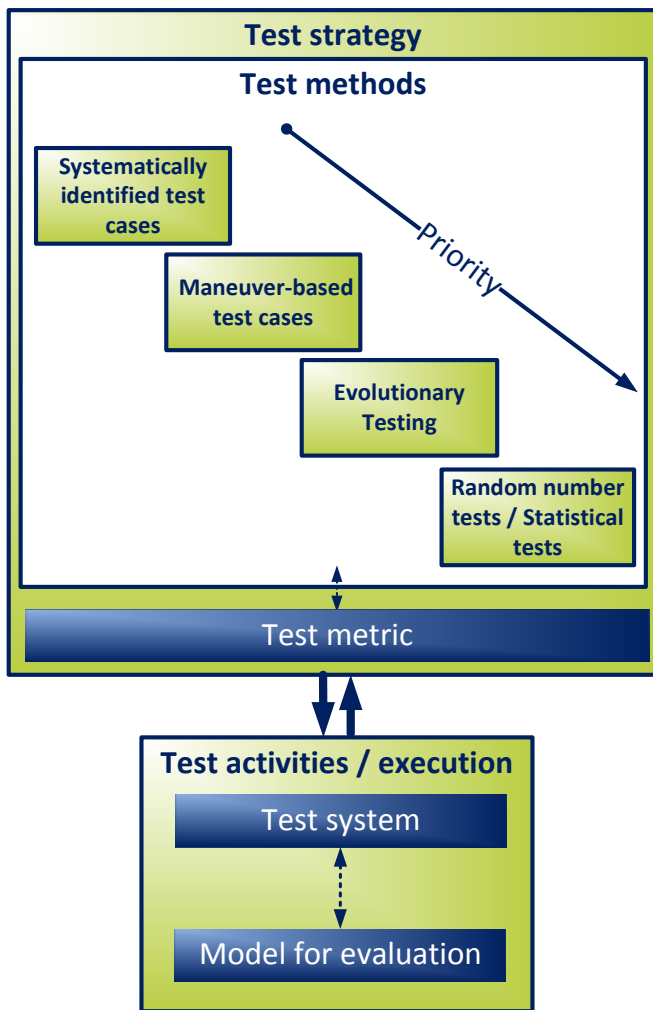 Test strategy
Test methods
Systematically
identified test
cases
Priority
Maneuver-based
test cases
Evolutionary
Testing
Random number
tests / Statistical
tests
Test metric
Test activities / execution
Test system
Model for evaluation